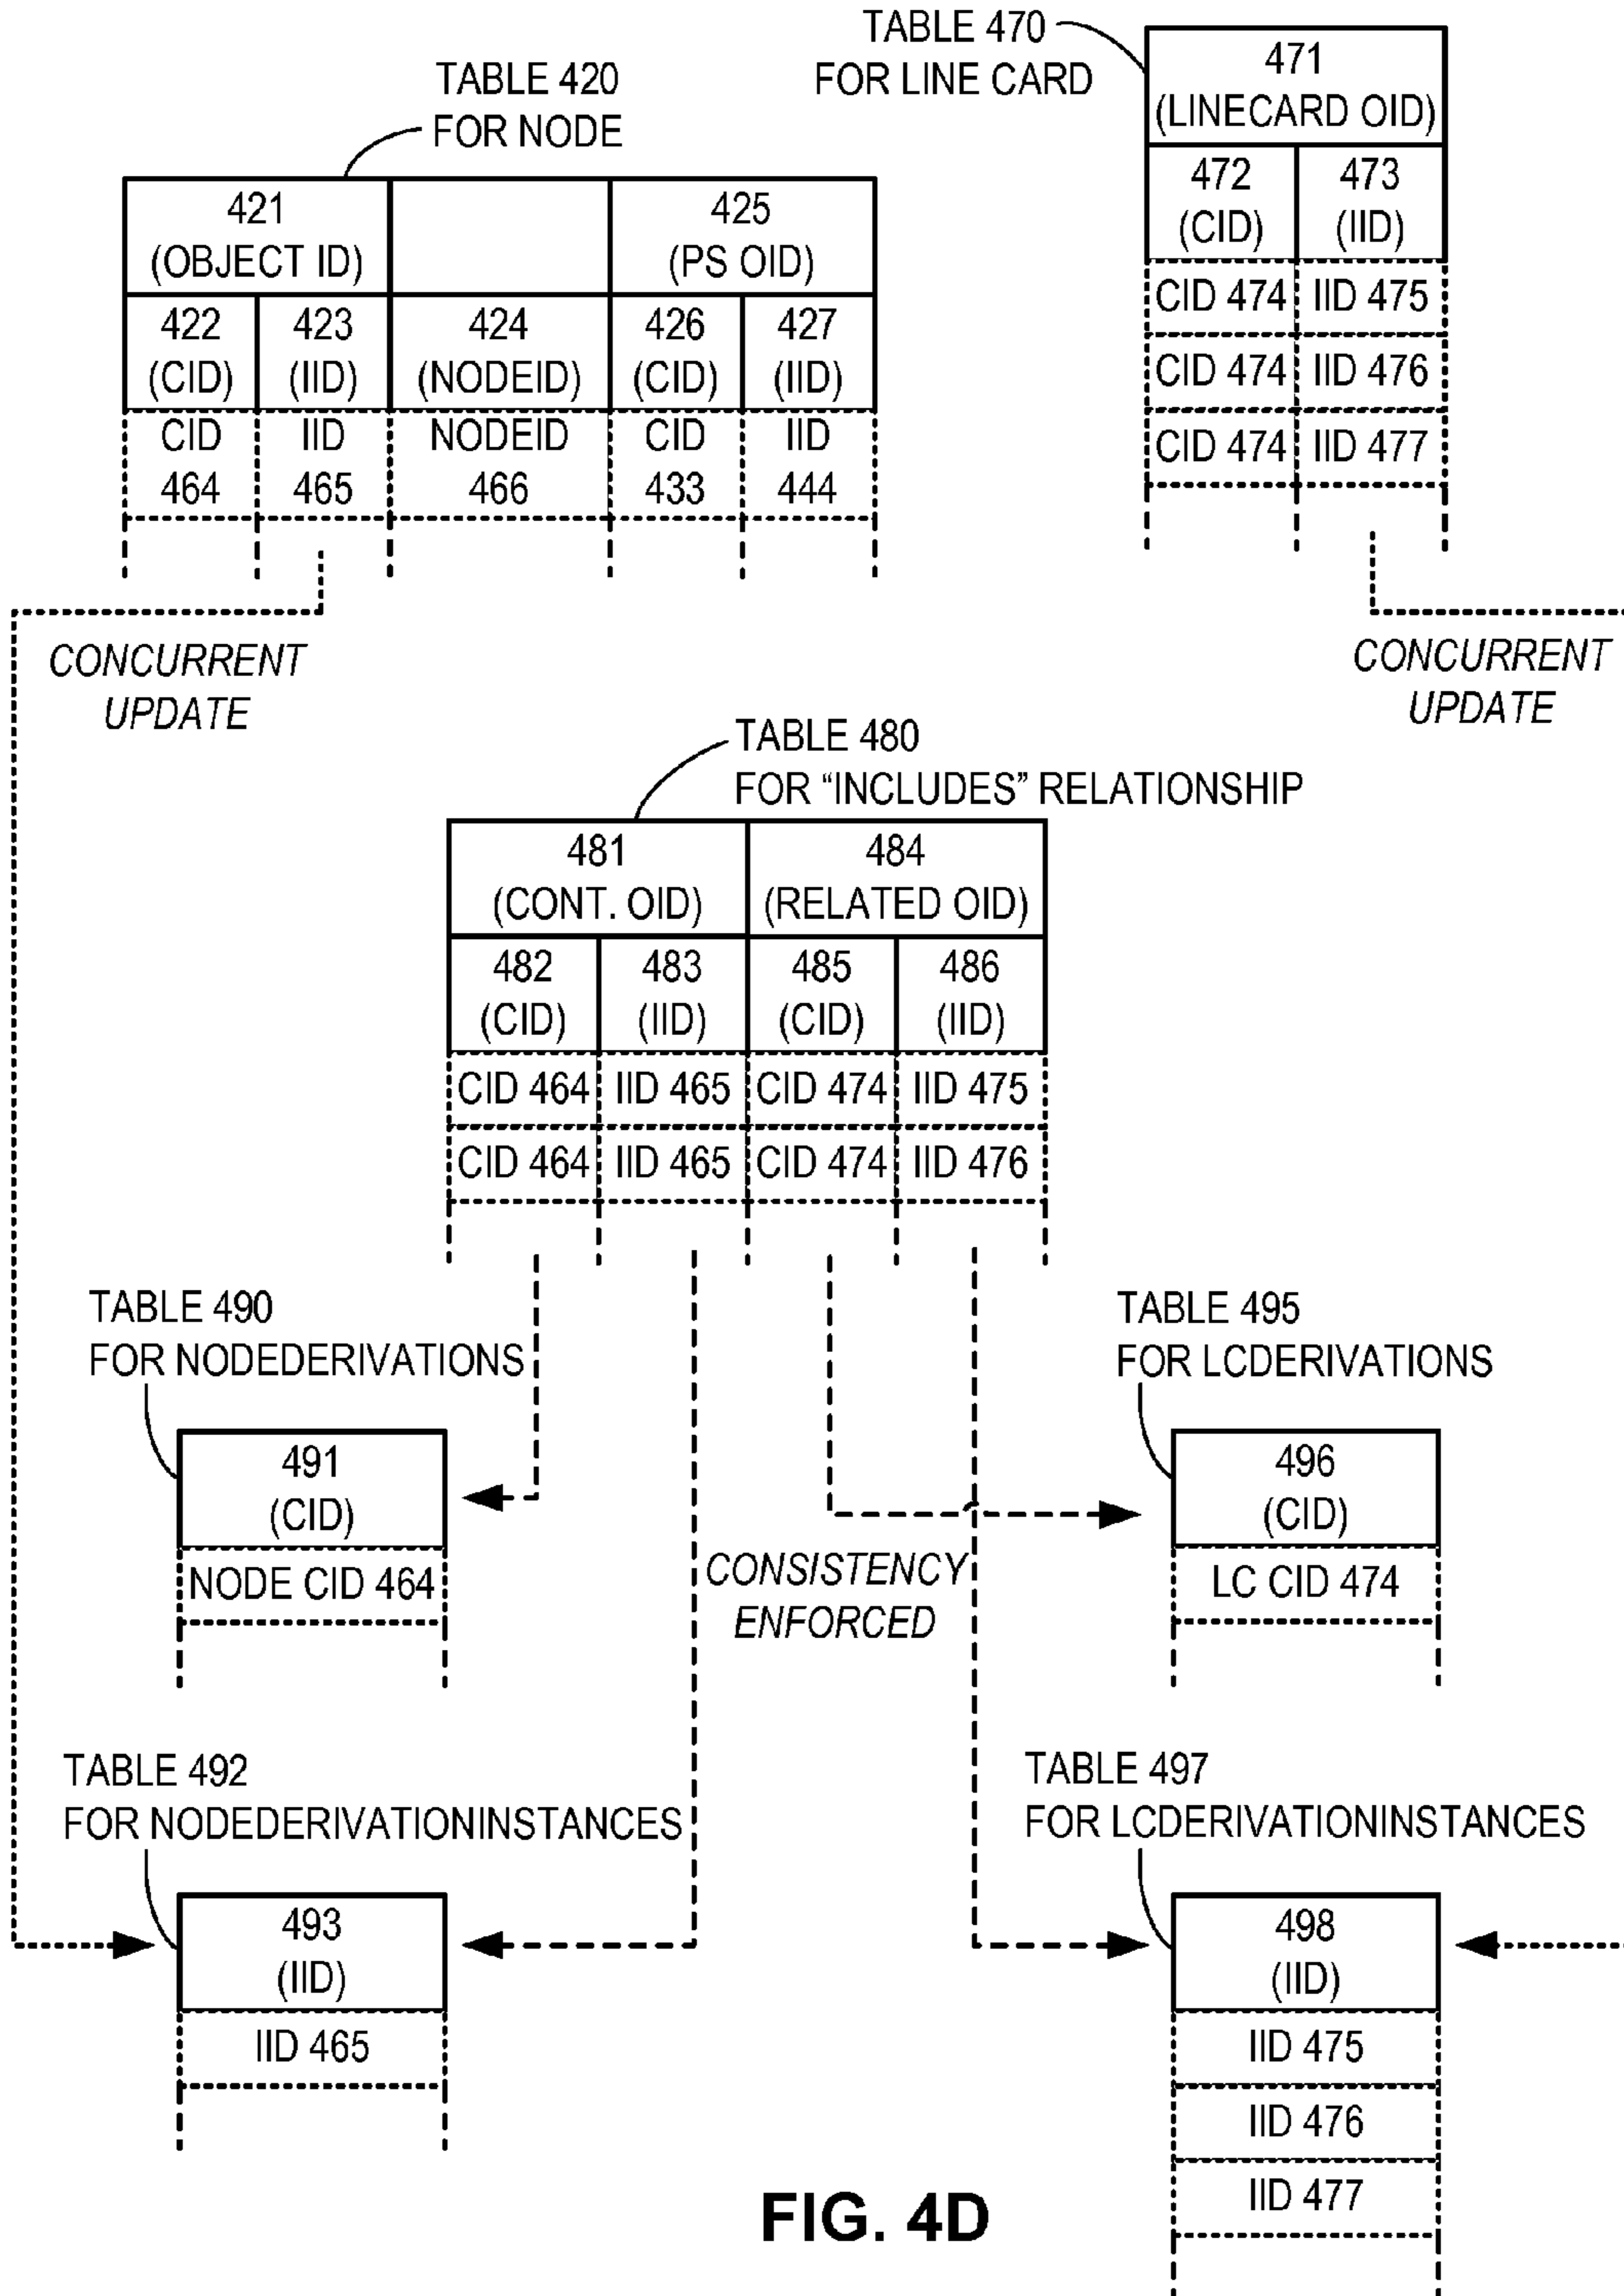 TABLE 420
FOR NODE
421
(OBJECT ID)
425
(PS OID)
422
(CID)
423
(IID)
424
(NODEID)
426
(CID)
427
(IID)
CID
464
IID
465
NODEID
466
CID
433
IID
444
TABLE 470
FOR LINE CARD
471
(LINECARD OID)
472
(CID)
473
(IID)
CID 474 IID 475
CID 474 IID 476
CID 474 IID 477
CONCURRENT
UPDATE
CONCURRENT
UPDATE
TABLE 480
FOR “INCLUDES” RELATIONSHIP
481
(CONT. OID)
484
(RELATED OID)
482
(CID)
483
(IID)
485
(CID)
486
(IID)
CID 464 IID 465 CID 474 IID 475
CID 464 IID 465 CID 474 IID 476
TABLE 490
FOR NODEDERIVATIONS
491
(CID)
NODE CID 464
TABLE 495
FOR LCDERIVATIONS
496
(CID)
LC CID 474
CONSISTENCY
ENFORCED
TABLE 492
FOR NODEDERIVATIONINSTANCES
493
(IID)
IID 465
TABLE 497
FOR LCDERIVATIONINSTANCES
498
(IID)
IID 475
IID 476
IID 477
FIG. 4D